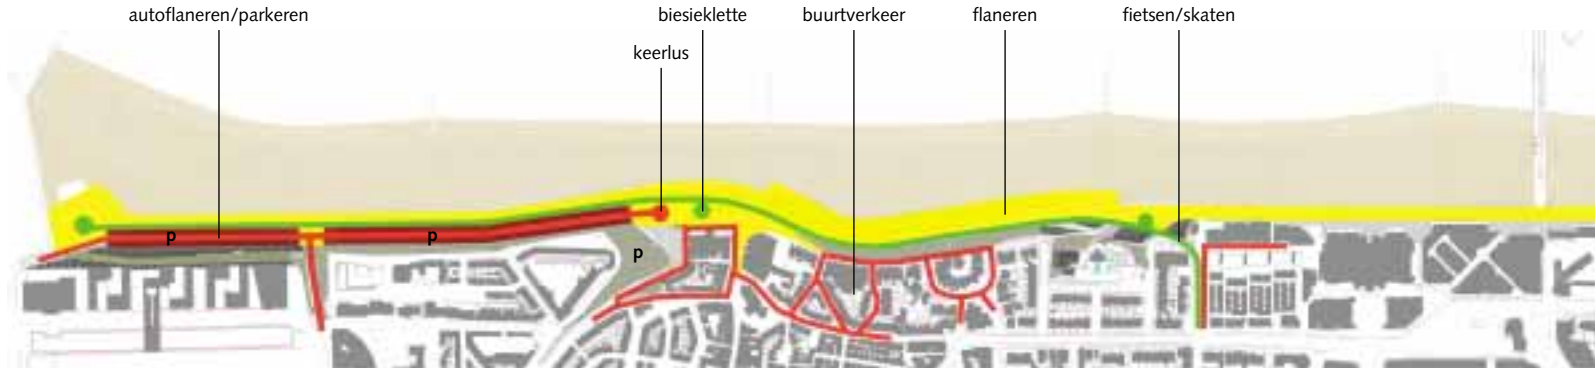 autoflaneren/parkeren biesieklette buurtverkeer flaneren fietsen/skaten
keerlus
p p
p